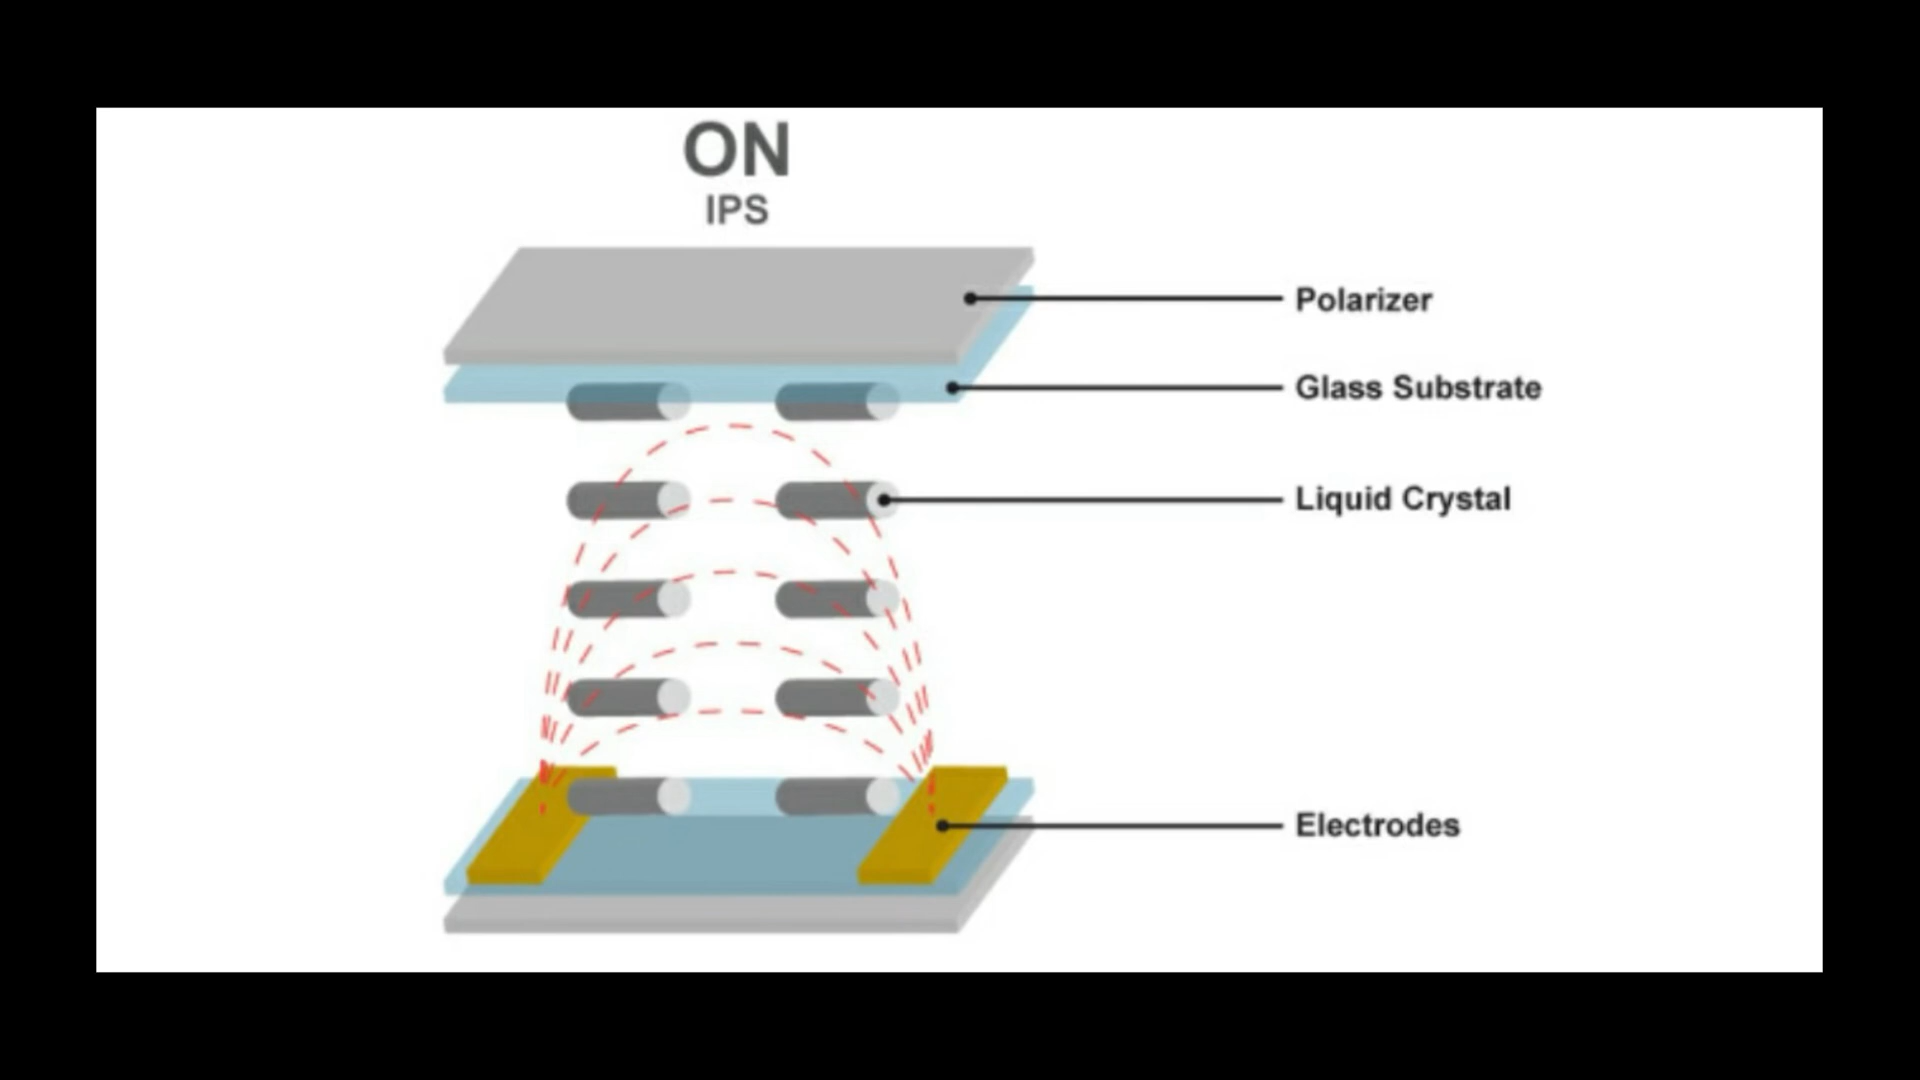 ON
IPS
Polarizer
Glass Substrate
Liquid Crystal
Electrodes